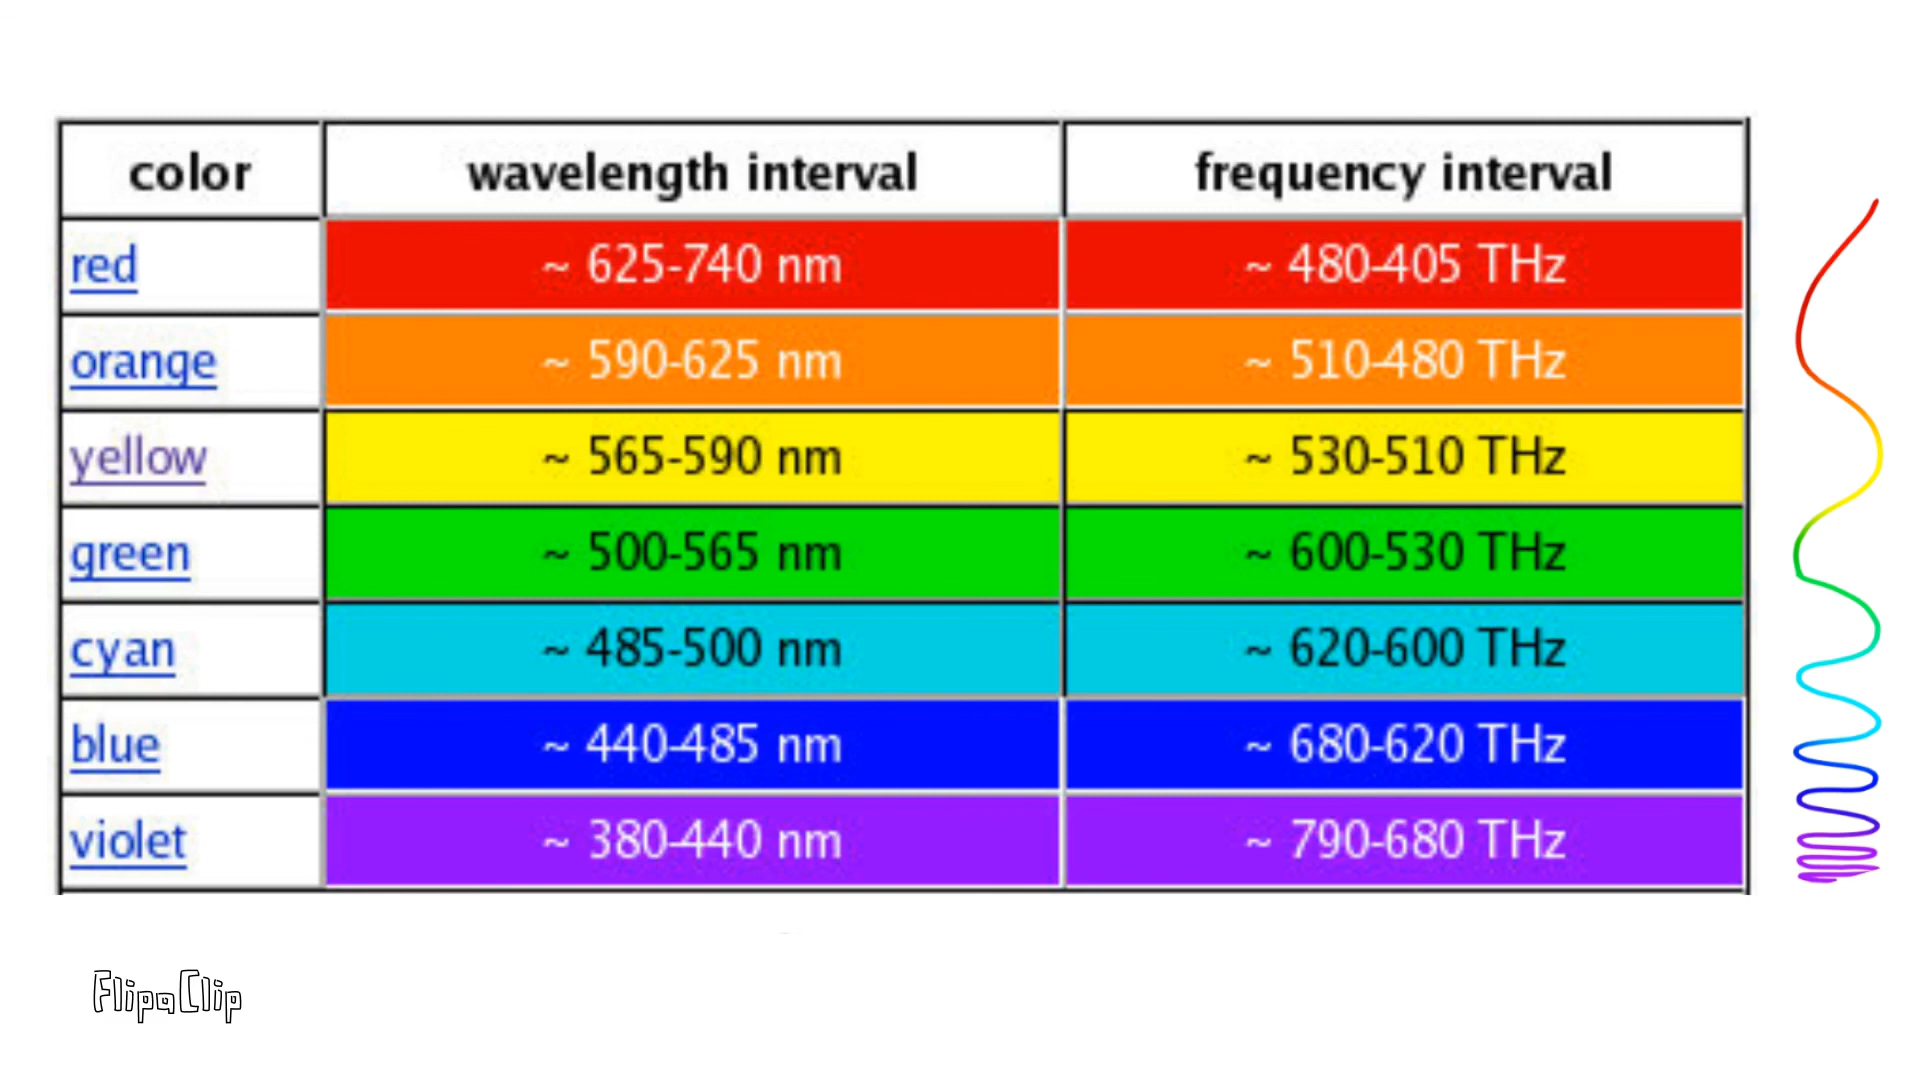 color wavelength interval frequency interval
red ~ 625-740 nm ~ 480-405 THz
orange ~ 590-625 nm ~ 510-480 THz
yellow ~ 565-590 nm ~ 530-510 THz
green ~ 500-565 nm ~ 600-530 THz
cyan ~ 485-500 nm ~ 620-600 THz
blue ~ 440-485 nm ~ 680-620 THz
violet ~ 380-440 nm ~ 790-680 THz
FlipaClip